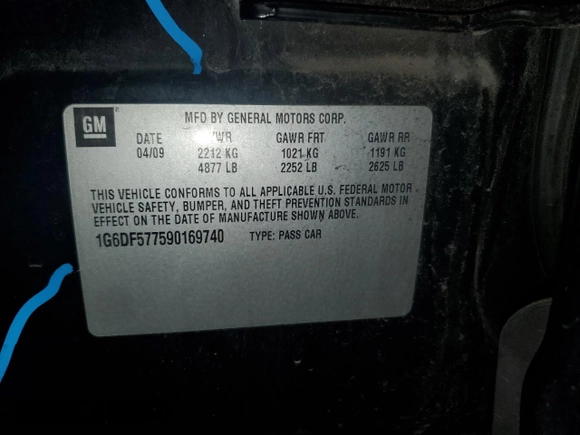 GM
MFD BY GENERAL MOTORS CORP.
DATE VWR GAWR FRT GAWR RR
04/09 2212 KG 1021 KG 1191 KG
4877 LB 2252 LB 2625 LB
THIS VEHICLE CONFORMS TO ALL APPLICABLE U.S. FEDERAL MOTOR
VEHICLE SAFETY, BUMPER, AND THEFT PREVENTION STANDARDS IN
EFFECT ON THE DATE OF MANUFACTURE SHOWN ABOVE.
1G6DF577590169740 TYPE: PASS CAR